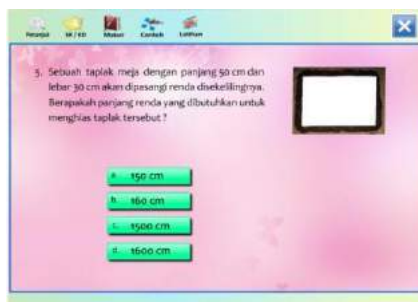 Petunjuk SK / KD Materi Contoh Latihan
3. Sebuah taplak meja dengan panjang 50 cm dan
lebar 30 cm akan dipasangi renda disekelilingnya.
Berapakah panjang renda yang dibutuhkan untuk
menghias taplak tersebut ?
a. 150 cm
b. 160 cm
c. 1500 cm
d. 1600 cm